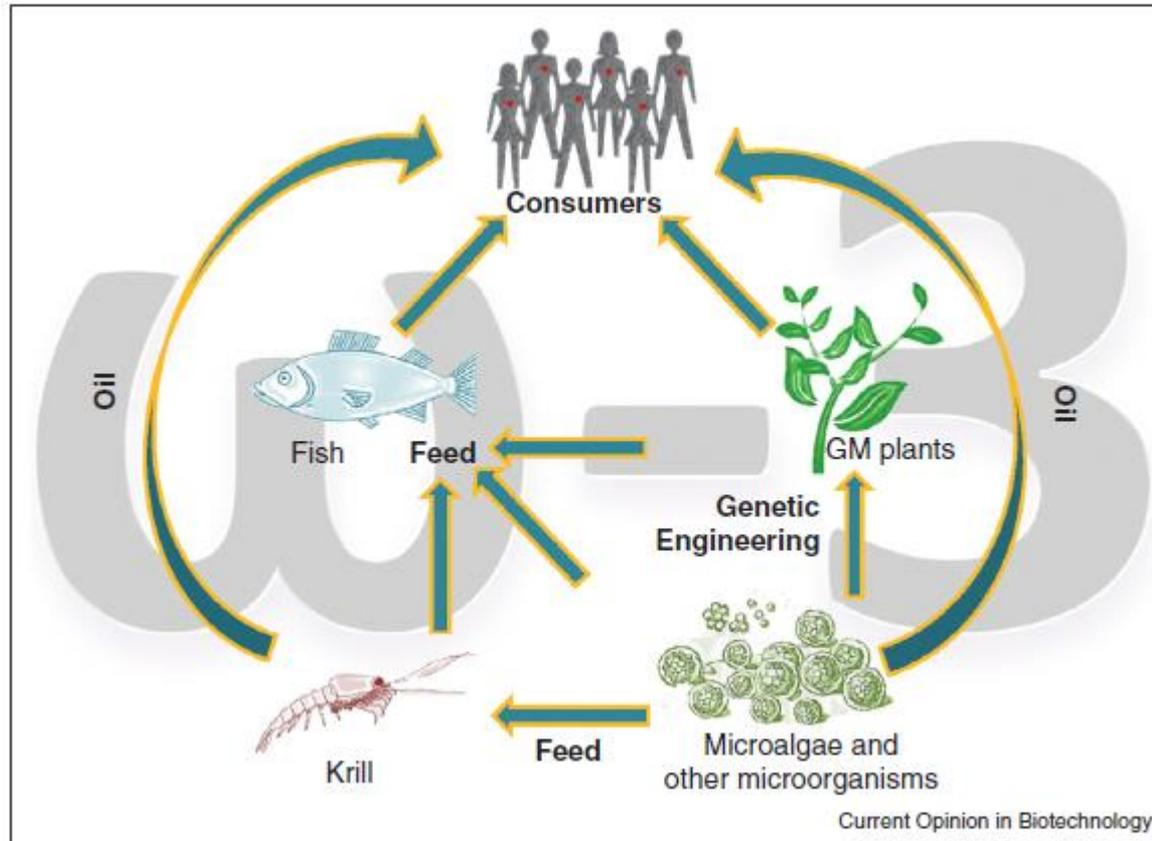 Consumers
Oil
Oil
Fish
Feed
GM plants
Genetic
Engineering
Krill
Feed
Microalgae and
other microorganisms
Current Opinion in Biotechnology
ω-3